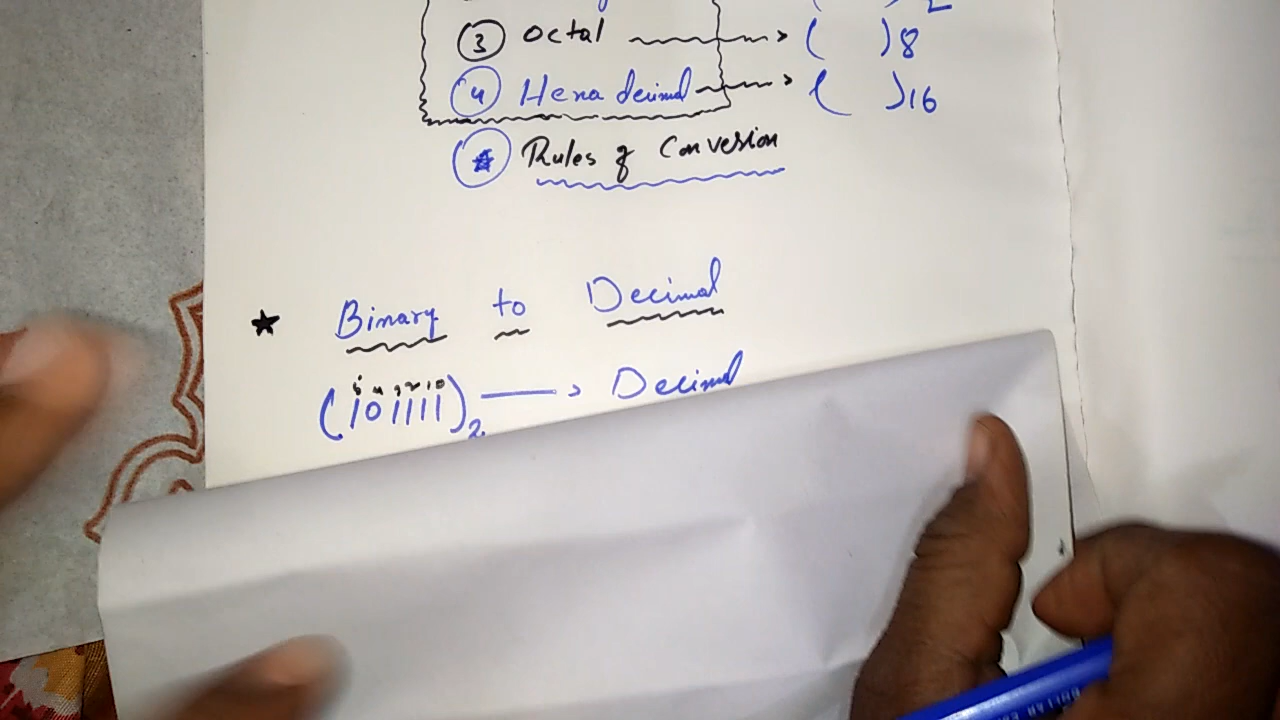 ③ Octal → ( )8
④ Hexa decimal → ( )16
Rules of Conversion
★ Binary to Decimal
(101111)2 → Decimal